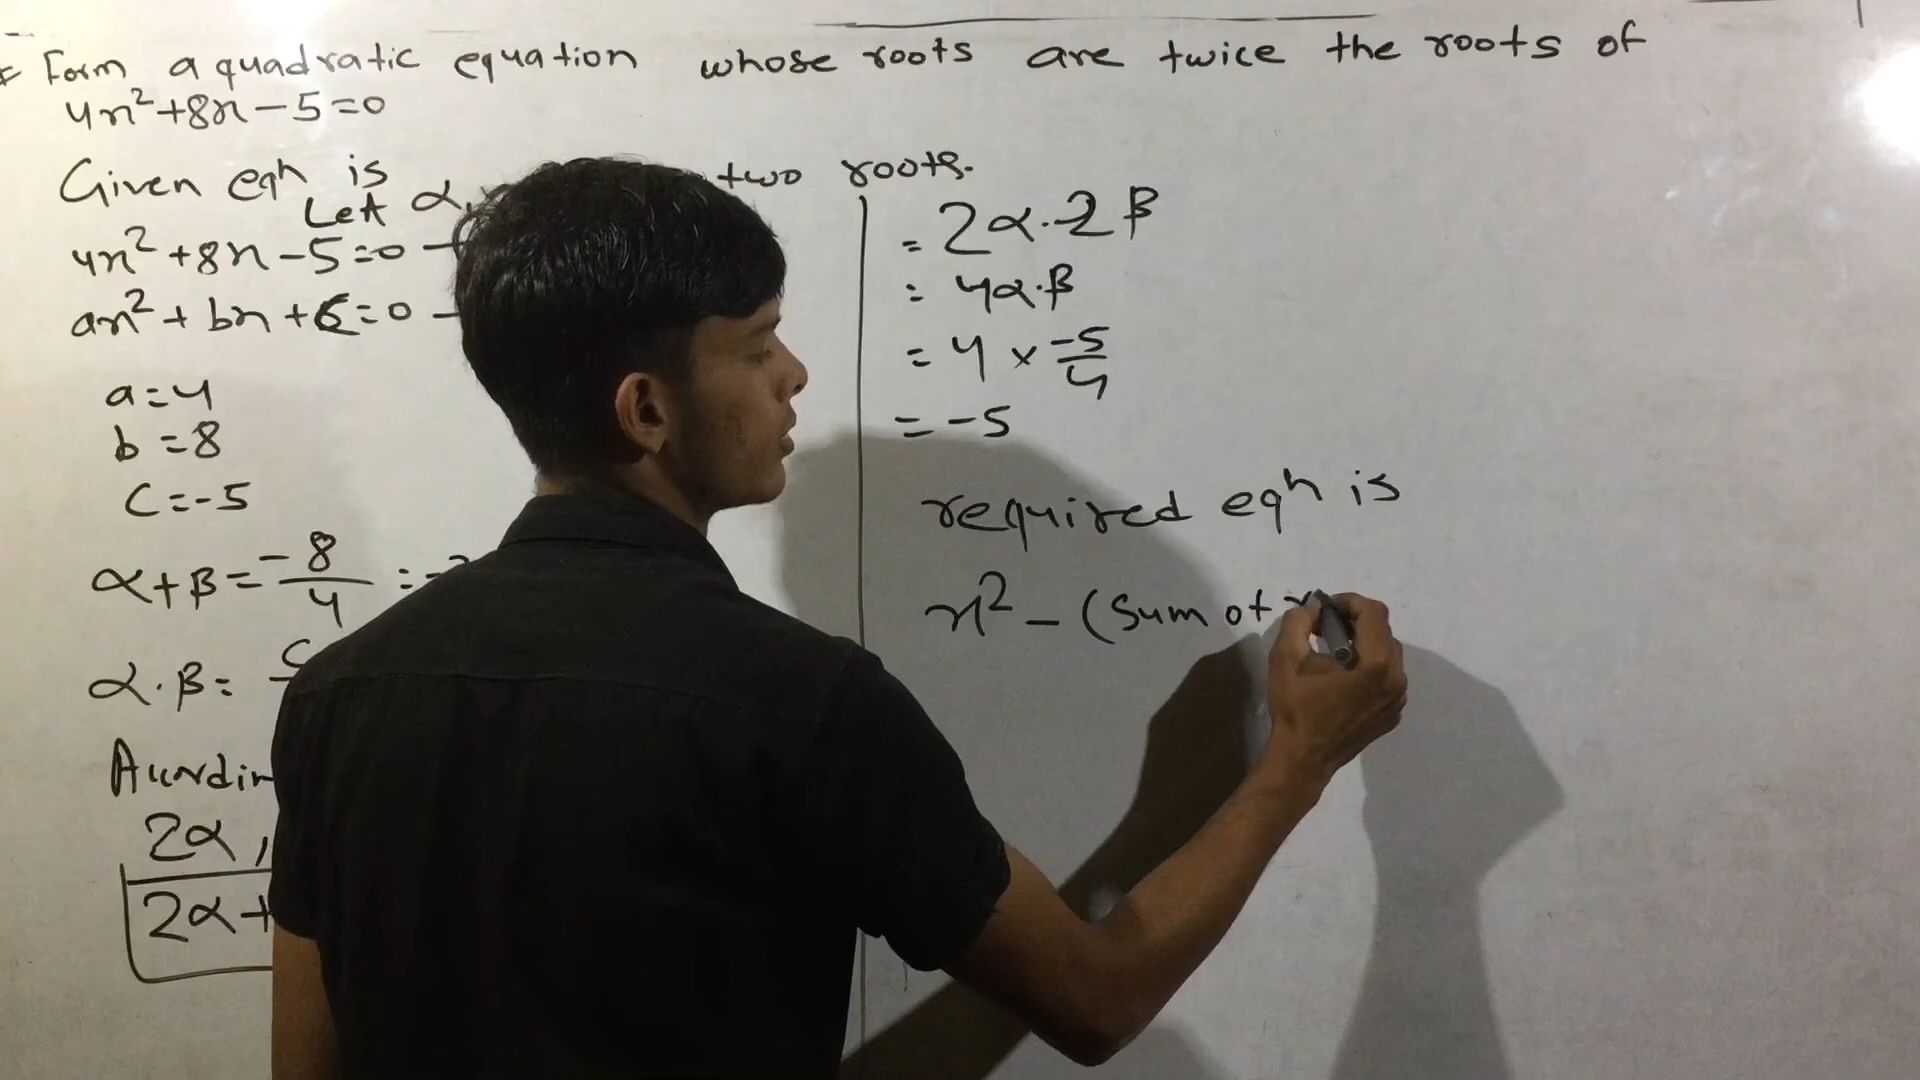 Form a quadratic equation whose roots are twice the roots of
4x²+8x-5=0
Given eqn is
Let α, two roots.
4x²+8x-5=0 -
ax²+bx+c=0 -
a=4
b=8
c=-5
α+β=-8/4 =-
α.β= c
2α,
2α+
= 2α.2β
= 4α.β
= 4 × -5/4
= -5
required eqn is
x² - (Sum of